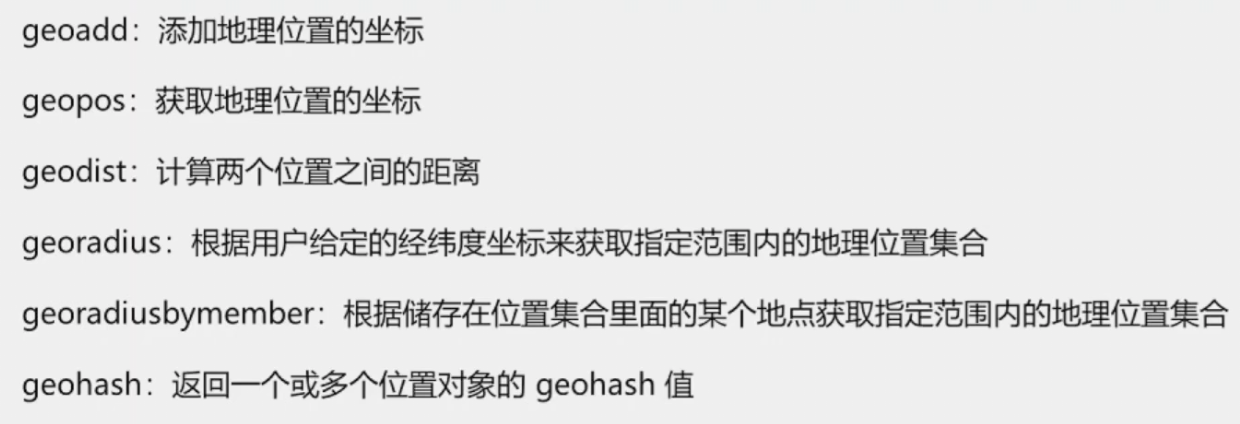 geoadd：添加地理位置的坐标
geopos：获取地理位置的坐标
geodist：计算两个位置之间的距离
georadius：根据用户给定的经纬度坐标来获取指定范围内的地理位置集合
georadiusbymember：根据储存在位置集合里面的某个地点获取指定范围内的地理位置集合
geohash：返回一个或多个位置对象的 geohash 值